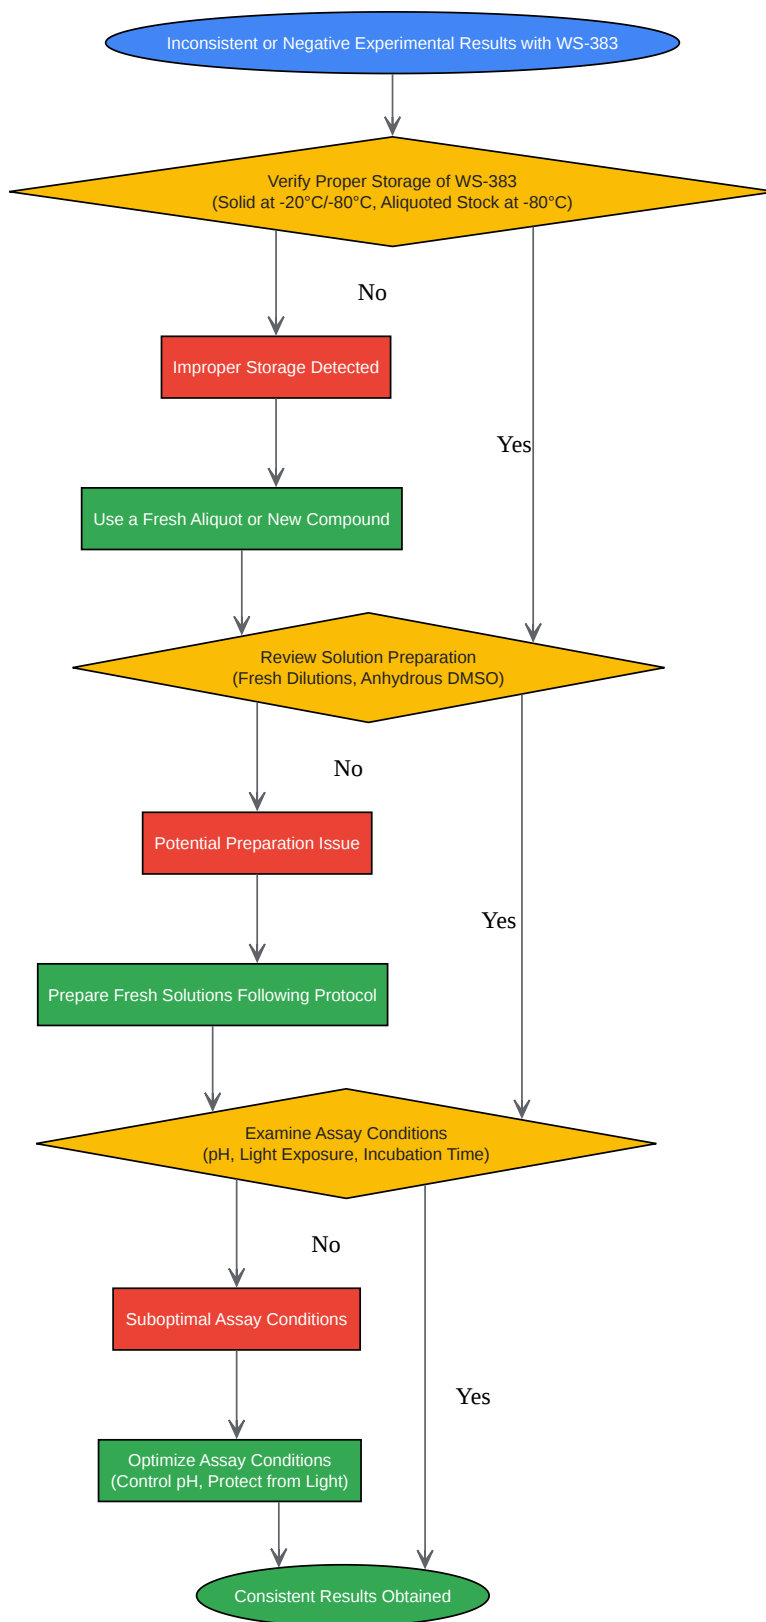 Inconsistent or Negative Experimental Results with WS-383
Verify Proper Storage of WS-383
(Solid at -20°C/-80°C, Aliquoted Stock at -80°C)
No
Improper Storage Detected
Yes
Use a Fresh Aliquot or New Compound
Review Solution Preparation
(Fresh Dilutions, Anhydrous DMSO)
No
Potential Preparation Issue
Yes
Prepare Fresh Solutions Following Protocol
Examine Assay Conditions
(pH, Light Exposure, Incubation Time)
No
Suboptimal Assay Conditions
Yes
Optimize Assay Conditions
(Control pH, Protect from Light)
Consistent Results Obtained